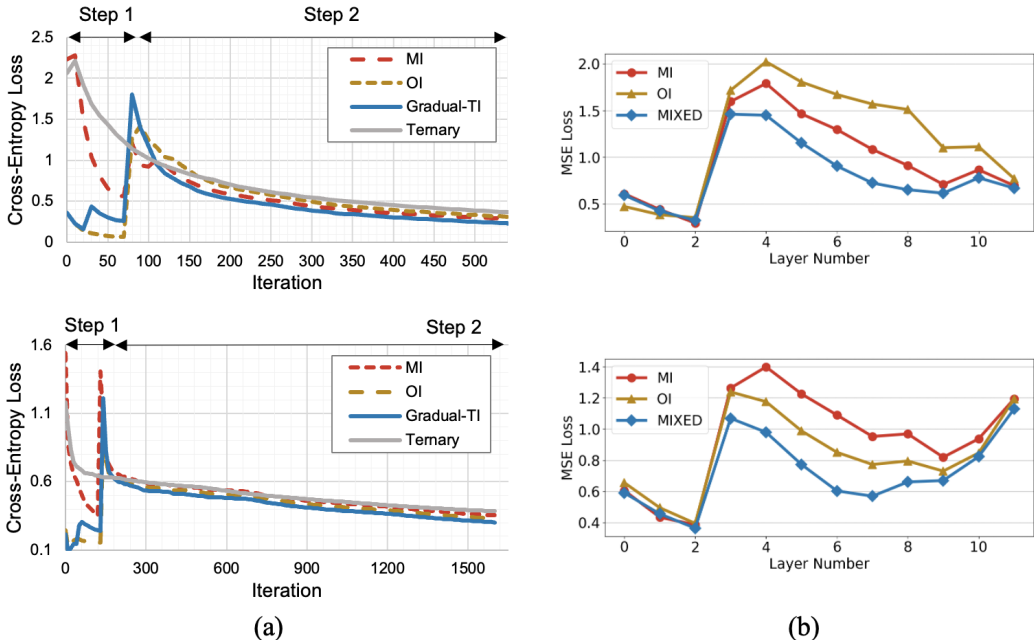 Step 1 Step 2
Cross-Entropy Loss
2.5
2
1.5
1
0.5
0
MI
OI
Gradual-TI
Ternary
0 50 100 150 200 250 300 350 400 450 500
Iteration
MSE Loss
2.0
1.5
1.0
0.5
MI
OI
MIXED
0 2 4 6 8 10
Layer Number
Step 1 Step 2
Cross-Entropy Loss
1.6
1.1
0.6
0.1
MI
OI
Gradual-TI
Ternary
0 300 600 900 1200 1500
Iteration
MSE Loss
1.4
1.2
1.0
0.8
0.6
0.4
MI
OI
MIXED
0 2 4 6 8 10
Layer Number
(a) (b)